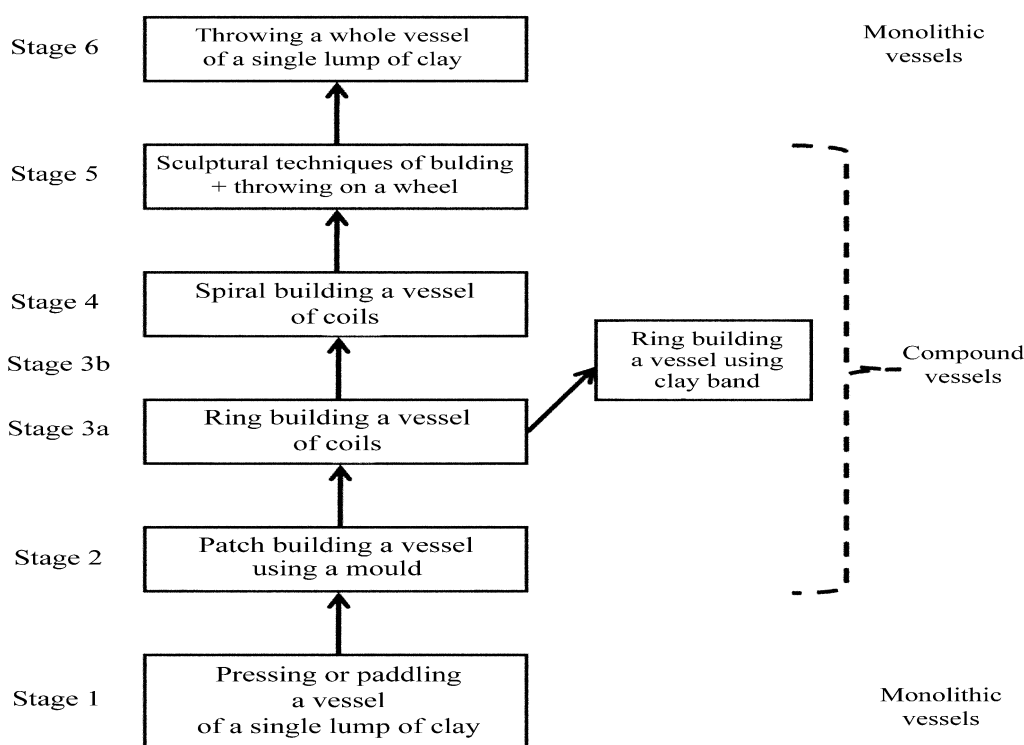 Stage 6
Throwing a whole vessel
of a single lump of clay
Monolithic
vessels
Stage 5
Sculptural techniques of bulding
+ throwing on a wheel
Stage 4
Spiral building a vessel
of coils
Stage 3b
Ring building
a vessel using
clay band
Compound
vessels
Stage 3a
Ring building a vessel
of coils
Stage 2
Patch building a vessel
using a mould
Stage 1
Pressing or paddling
a vessel
of a single lump of clay
Monolithic
vessels